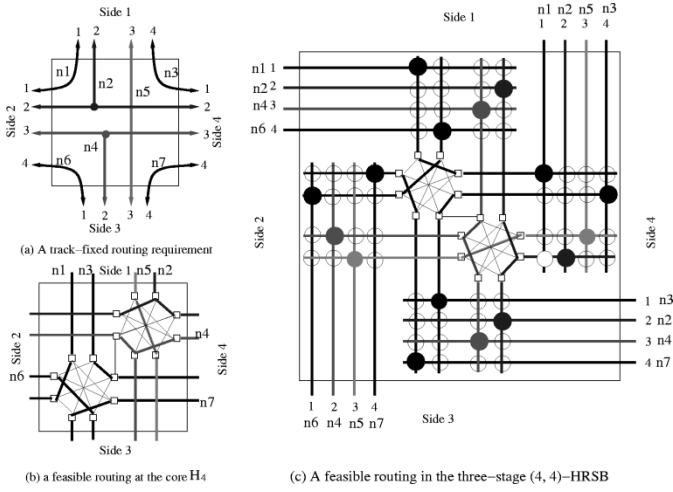 Side 1
1 2 3 4
n1 n2 n5 n3
1 1
2 2
3 3
4 4
Side 2
Side 4
n4
n6 n7
1 2 3 4
Side 3
(a) A track–fixed routing requirement
n1 n3 Side 1 n5 n2
Side 2
Side 4
n4
n6
n7
Side 3
(b) a feasible routing at the core H4
n1 n2 n5 n3
1 2 3 4
Side 1
n1 1
n2 2
n4 3
n6 4
Side 2
Side 4
1 n3
2 n2
3 n4
4 n7
1 2 3 4
n6 n4 n5 n7
Side 3
(c) A feasible routing in the three–stage (4, 4)–HRSB